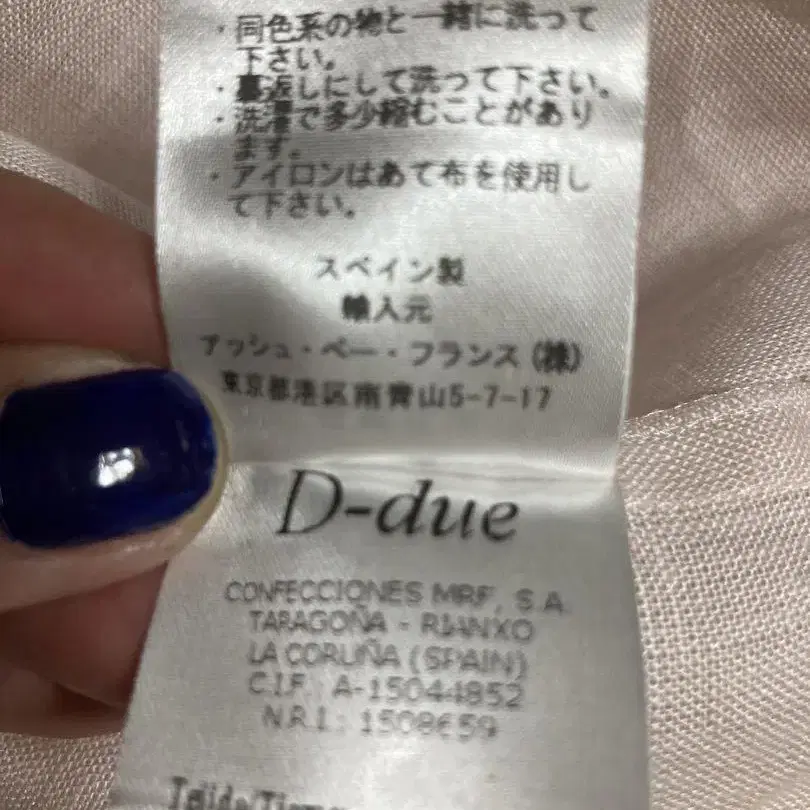 ・同色系の物と一緒に洗って
下さい。
・裏返しにして洗って下さい。
・洗濯で多少縮むことがあり
ます。
・アイロンはあて布を使用し
て下さい。
スペイン製
輸入元
アッシュ・ペー・フランス(株)
東京都港区南青山5-7-17
D-due
CONFECCIONES MRF, S.A.
TARAGOÑA - RIANXO
LA CORUÑA (SPAIN)
C.I.F.: A-15044852
N.R.I.: 1508659